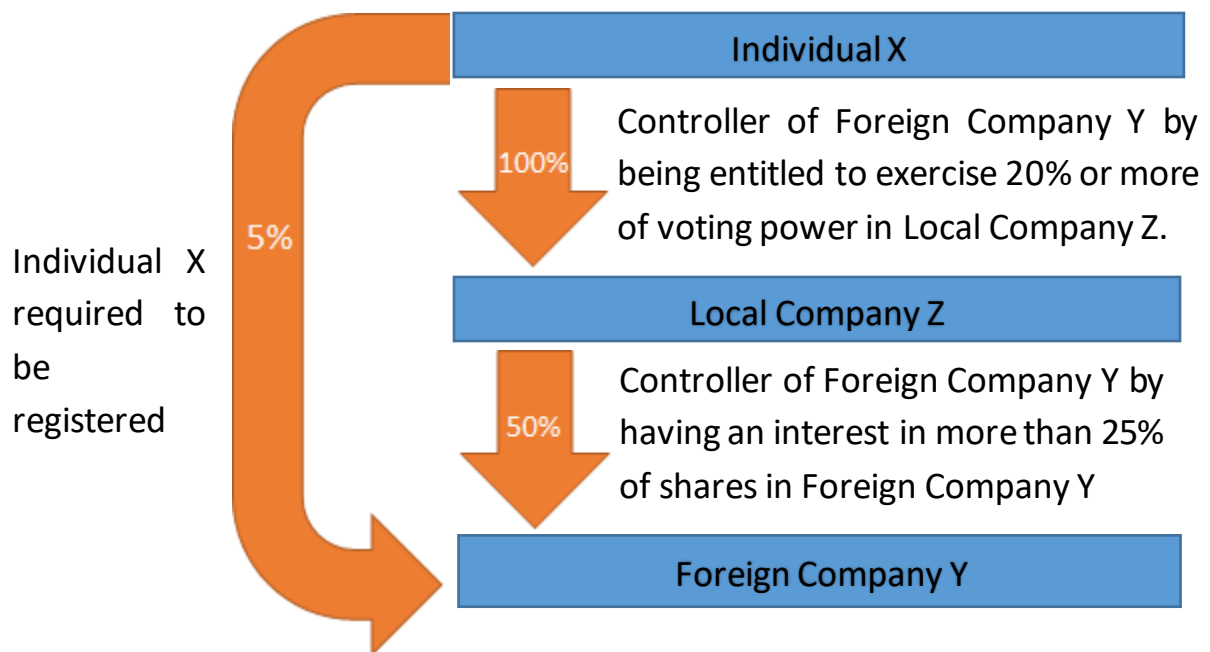 Individual X
Controller of Foreign Company Y by
being entitled to exercise 20% or more
of voting power in Local Company Z.
100%
5%
Individual X
required to
be
registered
Local Company Z
Controller of Foreign Company Y by
having an interest in more than 25%
of shares in Foreign Company Y
50%
Foreign Company Y